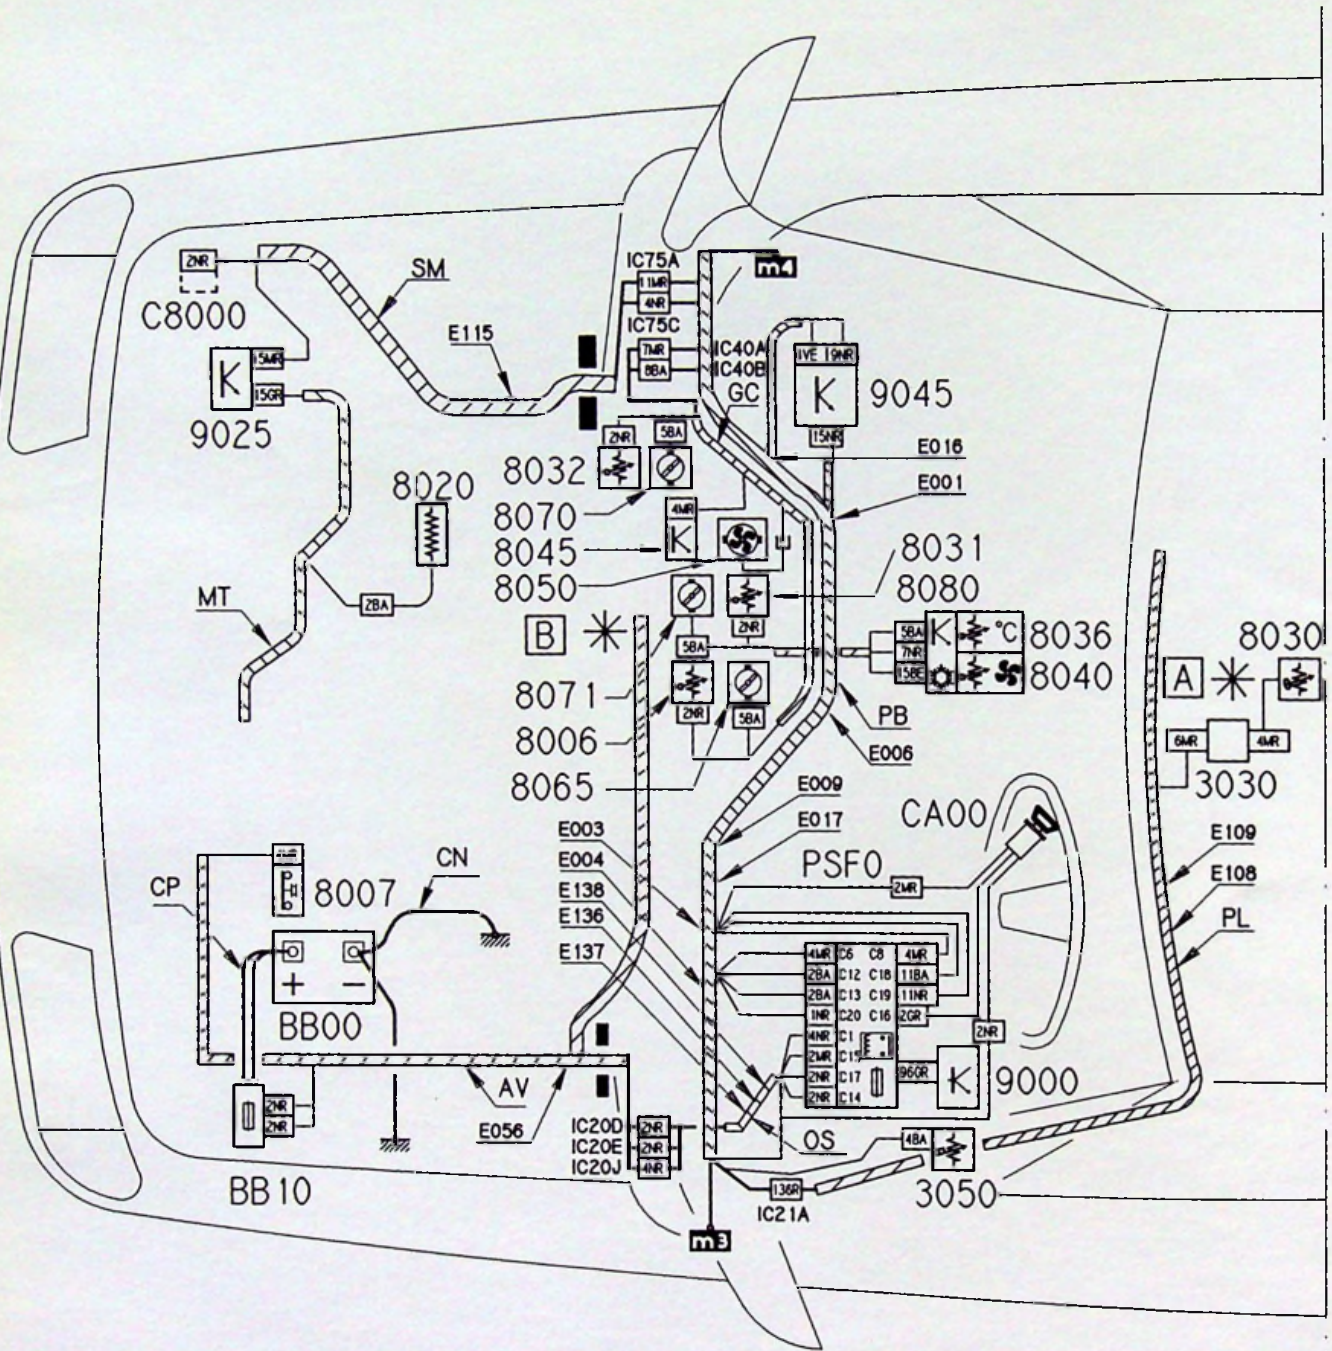 IC75A
m4
2NR
SM
11MR
4NR
C8000
IC75C
E115
7MR
IC40A
1VE 9NR
8BA
IC40B
15MR
K
GC
K
9045
15GR
9025
15NR
2NR
5BA
E016
8032
8020
E001
8070
4MR
8045
K
8031
8050
8080
MT
2BA
B
2NR
5BA
K
°C
8036
8030
5BA
7NR
8071
15BE
8040
A
2NR
5BA
PB
8006
6MR
4MR
E006
8065
3030
E009
CA00
E003
E017
E109
CN
E004
PSF0
E108
CP
8007
E138
2MR
PL
E136
E137
4MR C6 C8 4MR
+ −
2BA C12 C18 11BA
2BA C13 C19 11NR
BB00
1NR C20 C16 2GR
4NR C1
2NR
2MR C15
2NR C17
96GR
K
9000
AV
2NR C14
2NR
2NR
IC20D 2NR
E056
IC20E 2NR
OS
4BA
IC20J 4NR
BB10
136R
3050
IC21A
m3